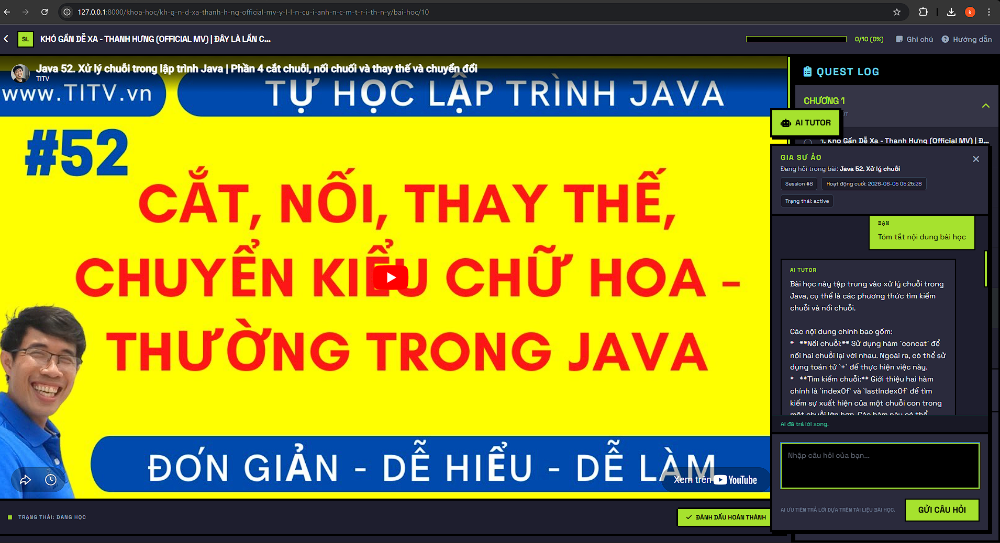 127.0.0.1:8000/khoa-hoc/kh-g-n-d-xa-thanh-h-ng-official-mv-y-l-l-n-cu-i-anh-n-c-m-t-r-i-th-n-y/bai-hoc/10
k
SL
KHÓ GẦN DỄ XA - THANH HƯNG (OFFICIAL MV) | ĐÂY LÀ LẦN C...
0/10 (0%)
Ghi chú
Hướng dẫn
Java 52. Xử lý chuỗi trong lập trình Java | Phần 4 cắt chuỗi, nối chuỗi và thay thế và chuyển đổi
TITV
www.TITV.vn
TỰ HỌC LẬP TRÌNH JAVA
#52
CẮT, NỐI, THAY THẾ,
CHUYỂN KIỂU CHỮ HOA –
THƯỜNG TRONG JAVA
ĐƠN GIẢN - DỄ HIỂU - DỄ LÀM
Xem trên YouTube
TRẠNG THÁI: ĐANG HỌC
ĐÁNH DẤU HOÀN THÀNH
QUEST LOG
CHƯƠNG 1
AI TUTOR
1. Khó Gần Dễ Xa - Thanh Hưng (Official MV) | Đ...
GIA SƯ ẢO
Đang hỏi trong bài: Java 52. Xử lý chuỗi
Session #8
Hoạt động cuối: 2026-06-05 05:25:28
Trạng thái: active
BẠN
Tóm tắt nội dung bài học
AI TUTOR
Bài học này tập trung vào xử lý chuỗi trong
Java, cụ thể là các phương thức tìm kiếm
chuỗi và nối chuỗi.
Các nội dung chính bao gồm:
* **Nối chuỗi:** Sử dụng hàm `concat` để
nối hai chuỗi lại với nhau. Ngoài ra, có thể sử
dụng toán tử `+` để thực hiện việc này.
* **Tìm kiếm chuỗi:** Giới thiệu hai hàm
chính là `indexOf` và `lastIndexOf` để tìm
kiếm sự xuất hiện của một chuỗi con trong
một chuỗi lớn hơn. Các hàm này có thể
AI đã trả lời xong.
Nhập câu hỏi của bạn...
AI ƯU TIÊN TRẢ LỜI DỰA TRÊN TÀI LIỆU BÀI HỌC.
GỬI CÂU HỎI